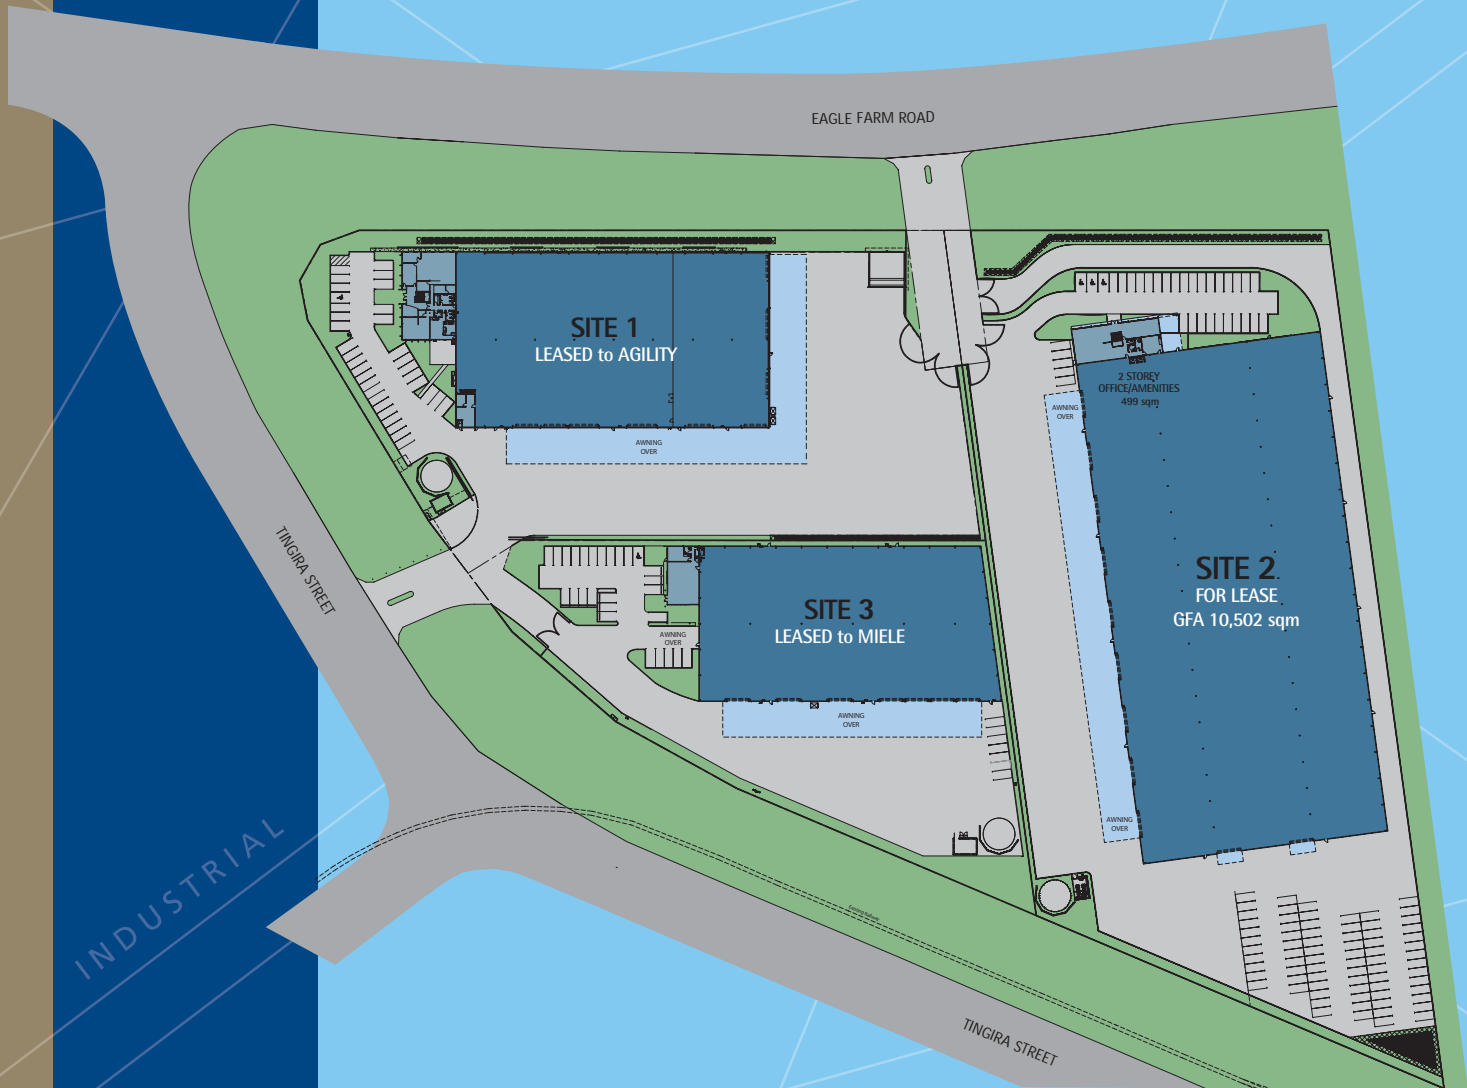 EAGLE FARM ROAD
SITE 1
LEASED to AGILITY
AWNING
OVER
2 STOREY
OFFICE/AMENITIES
499 sqm
AWNING
OVER
TINGIRA STREET
SITE 2
FOR LEASE
GFA 10,502 sqm
SITE 3
LEASED to MIELE
AWNING
OVER
AWNING
OVER
AWNING
OVER
INDUSTRIAL
Existing Railway
TINGIRA STREET